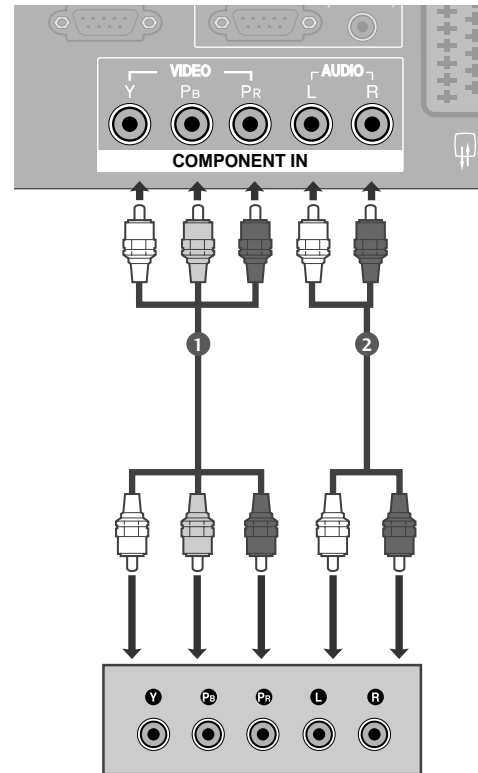 VIDEO AUDIO
Y PB PR L R
COMPONENT IN
1 2
Y PB PR L R